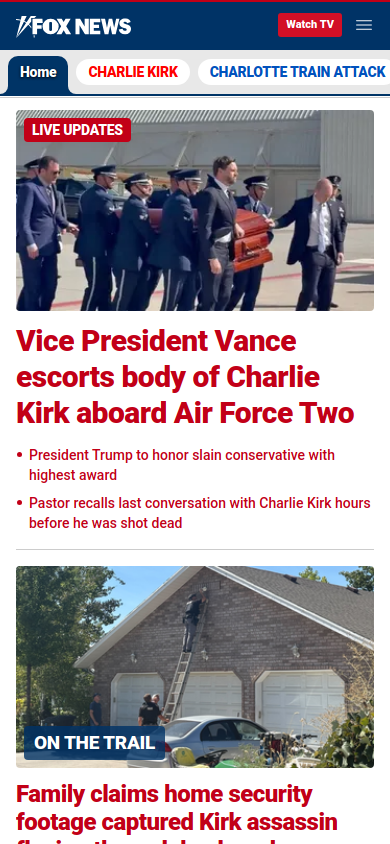 FOX NEWS
Watch TV
Home
CHARLIE KIRK
CHARLOTTE TRAIN ATTACK
LIVE UPDATES
Vice President Vance
escorts body of Charlie
Kirk aboard Air Force Two
President Trump to honor slain conservative with
highest award
Pastor recalls last conversation with Charlie Kirk hours
before he was shot dead
ON THE TRAIL
Family claims home security
footage captured Kirk assassin